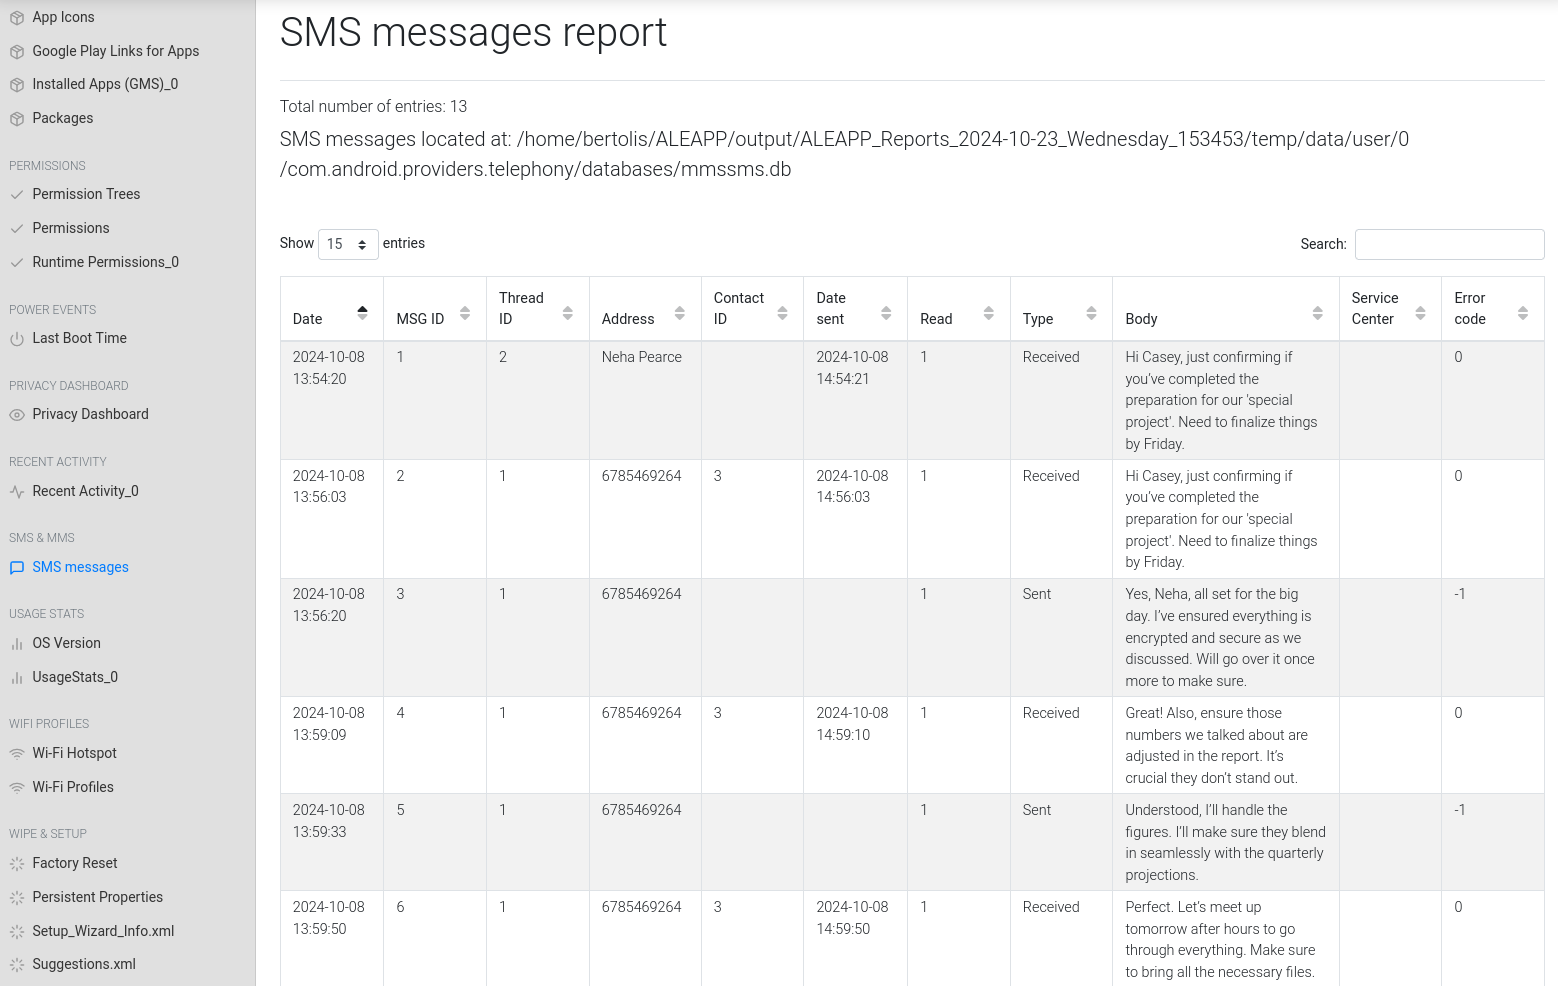 App Icons
Google Play Links for Apps
Installed Apps (GMS)_0
Packages
PERMISSIONS
Permission Trees
Permissions
Runtime Permissions_0
POWER EVENTS
Last Boot Time
PRIVACY DASHBOARD
Privacy Dashboard
RECENT ACTIVITY
Recent Activity_0
SMS & MMS
SMS messages
USAGE STATS
OS Version
UsageStats_0
WIFI PROFILES
Wi-Fi Hotspot
Wi-Fi Profiles
WIPE & SETUP
Factory Reset
Persistent Properties
Setup_Wizard_Info.xml
Suggestions.xml
SMS messages report
Total number of entries: 13
SMS messages located at: /home/bertolis/ALEAPP/output/ALEAPP_Reports_2024-10-23_Wednesday_153453/temp/data/user/0
/com.android.providers.telephony/databases/mmssms.db
Show 15 entries
Search:
Date
MSG ID
Thread
ID
Address
Contact
ID
Date
sent
Read
Type
Body
Service
Center
Error
code
2024-10-08
13:54:20
1
2
Neha Pearce
2024-10-08
14:54:21
1
Received
Hi Casey, just confirming if
you've completed the
preparation for our 'special
project'. Need to finalize things
by Friday.
0
2024-10-08
13:56:03
2
1
6785469264
3
2024-10-08
14:56:03
1
Received
Hi Casey, just confirming if
you've completed the
preparation for our 'special
project'. Need to finalize things
by Friday.
0
2024-10-08
13:56:20
3
1
6785469264
1
Sent
Yes, Neha, all set for the big
day. I've ensured everything is
encrypted and secure as we
discussed. Will go over it once
more to make sure.
-1
2024-10-08
13:59:09
4
1
6785469264
3
2024-10-08
14:59:10
1
Received
Great! Also, ensure those
numbers we talked about are
adjusted in the report. It's
crucial they don't stand out.
0
2024-10-08
13:59:33
5
1
6785469264
1
Sent
Understood, I'll handle the
figures. I'll make sure they blend
in seamlessly with the quarterly
projections.
-1
2024-10-08
13:59:50
6
1
6785469264
3
2024-10-08
14:59:50
1
Received
Perfect. Let's meet up
tomorrow after hours to go
through everything. Make sure
to bring all the necessary files.
0